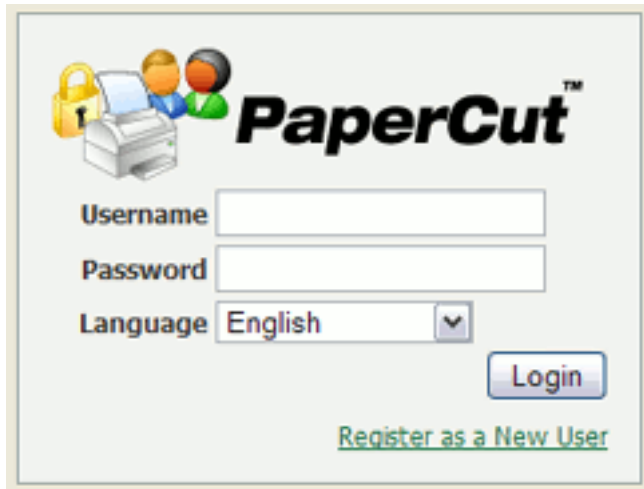 PaperCut™
Username
Password
Language English
Login
Register as a New User